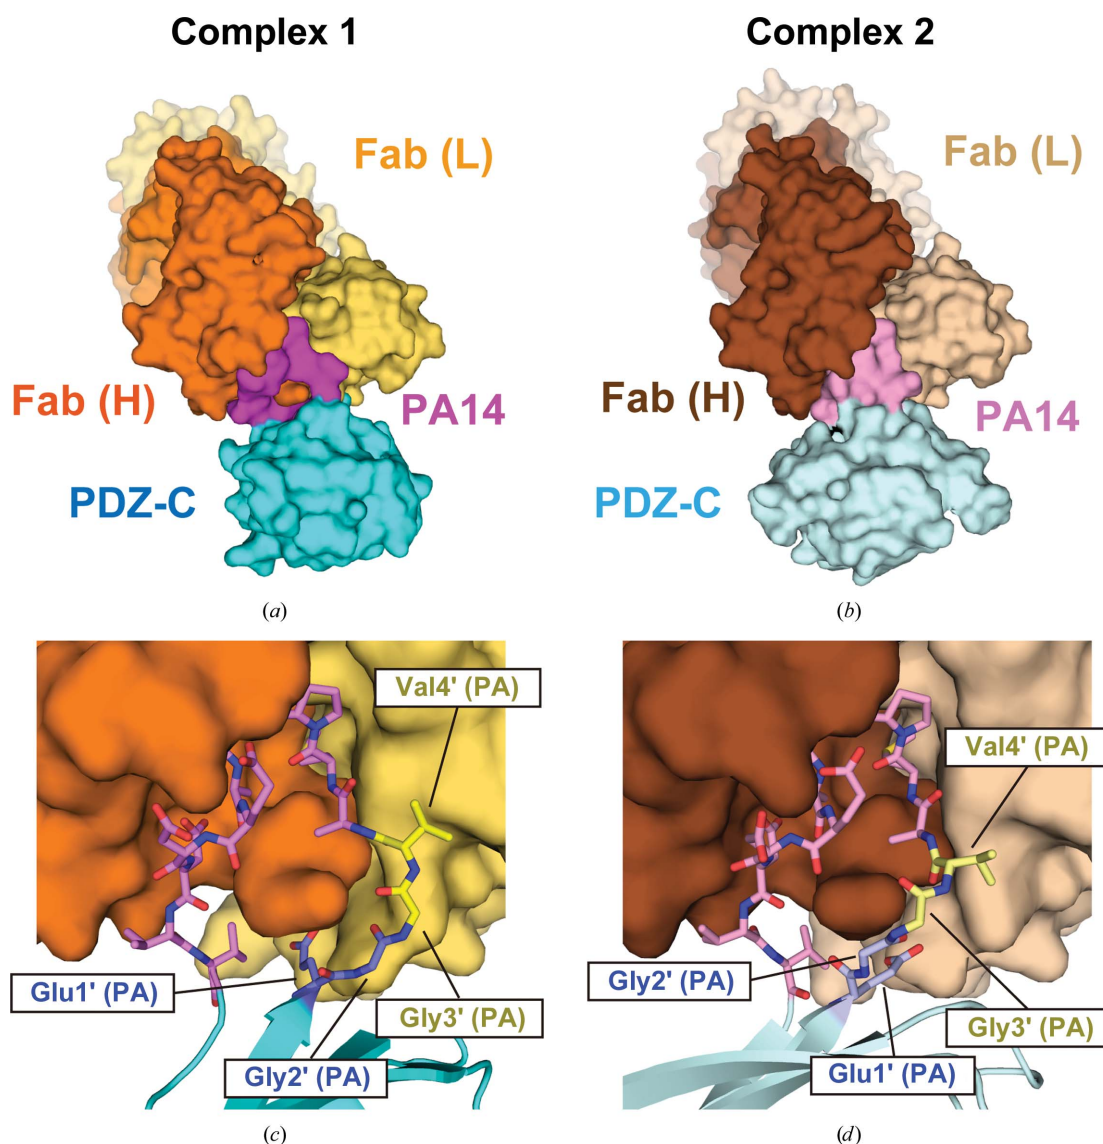 Complex 1
Complex 2
Fab (L)
Fab (L)
Fab (H)
PA14
Fab (H)
PA14
PDZ-C
PDZ-C
(a)
(b)
Val4' (PA)
Val4' (PA)
Glu1' (PA)
Gly2' (PA)
Gly3' (PA)
Gly3' (PA)
Gly2' (PA)
Glu1' (PA)
(c)
(d)